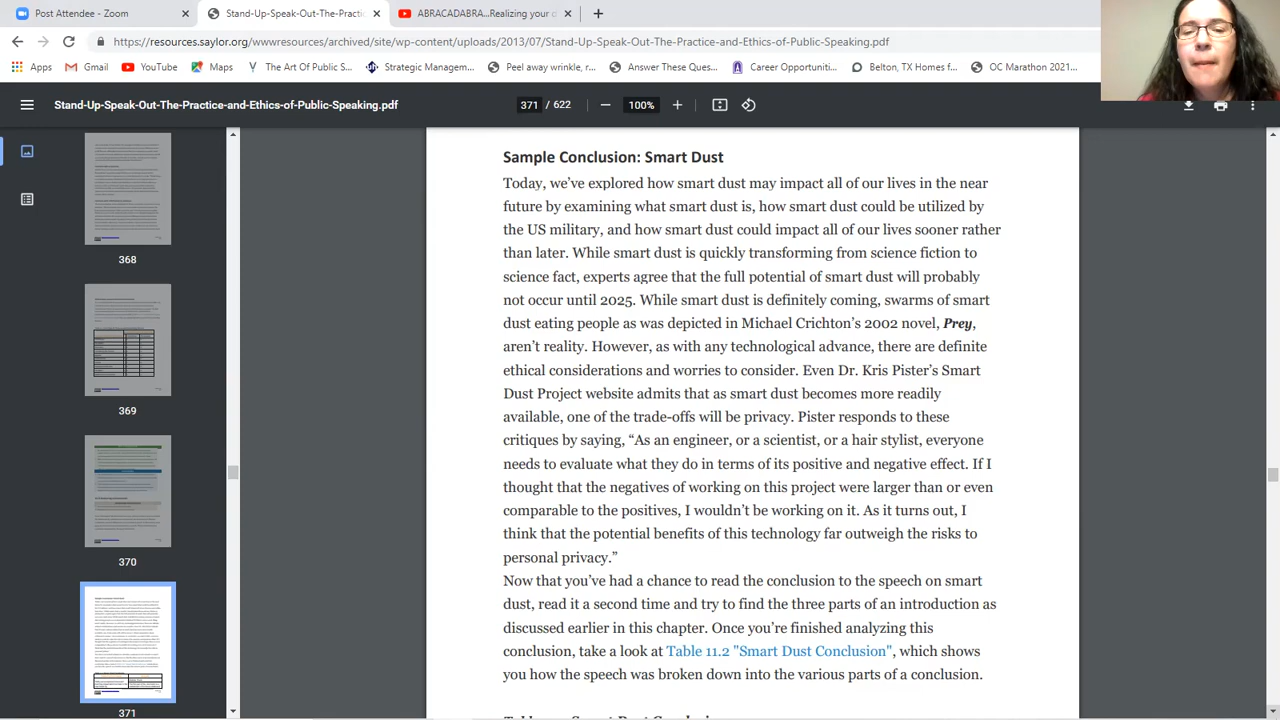 Post Attendee - Zoom
Stand-Up-Speak-Out-The-Practi
ABRACADABRA...Realizing your d
https://resources.saylor.org/wwwresources/archived/site/wp-content/uploads
/Stand-Up-Speak-Out-The-Practice-and-Ethics-of-Public-Speaking.pdf
Apps Gmail YouTube Maps The Art Of Public S... Strategic Managem... away wrinkle, r... Answer These Ques... Career Opportuniti... Belton, TX Homes f... OC Marathon 2021...
Stand-Up-Speak-Out-The-Practice-and-Ethics-of-Public-Speaking.pdf
371 / 622
100%
368
369
370
371
Sample Conclusion: Smart Dust
Today, we’ve explored how smart dust may impact all of our lives in the near
future by examining what smart dust is, how smart dust could be utilized by
the US military, and how smart dust could impact all of our lives sooner rather
than later. While smart dust is quickly transforming from science fiction to
science fact, experts agree that the full potential of smart dust will probably
not occur until 2025. While smart dust is definitely coming, swarms of smart
dust eating people as was depicted in Michael Crichton’s 2002 novel, Prey,
aren’t reality. However, as with any technological advance, there are definite
ethical considerations and worries to consider. Even Dr. Kris Pister’s Smart
Dust Project website admits that as smart dust becomes more readily
available, one of the trade-offs will be privacy. Pister responds to these
critiques by saying, “As an engineer, or a scientist, or a hair stylist, everyone
needs to evaluate what they do in terms of its positive and negative effect. If I
thought that the negatives of working on this project were larger than or even
comparable to the positives, I wouldn’t be working on it. As it turns out, I
think that the potential benefits of this technology far outweigh the risks to
personal privacy.”
Now that you’ve had a chance to read the conclusion to the speech on smart
dust, read it a second time and try to find the three parts of an introduction as
discussed earlier in this chapter. Once you’re done analyzing this
conclusion, take a look at Table 11.2 "Smart Dust Conclusion", which shows
you how the speech was broken down into the various parts of a conclusion.